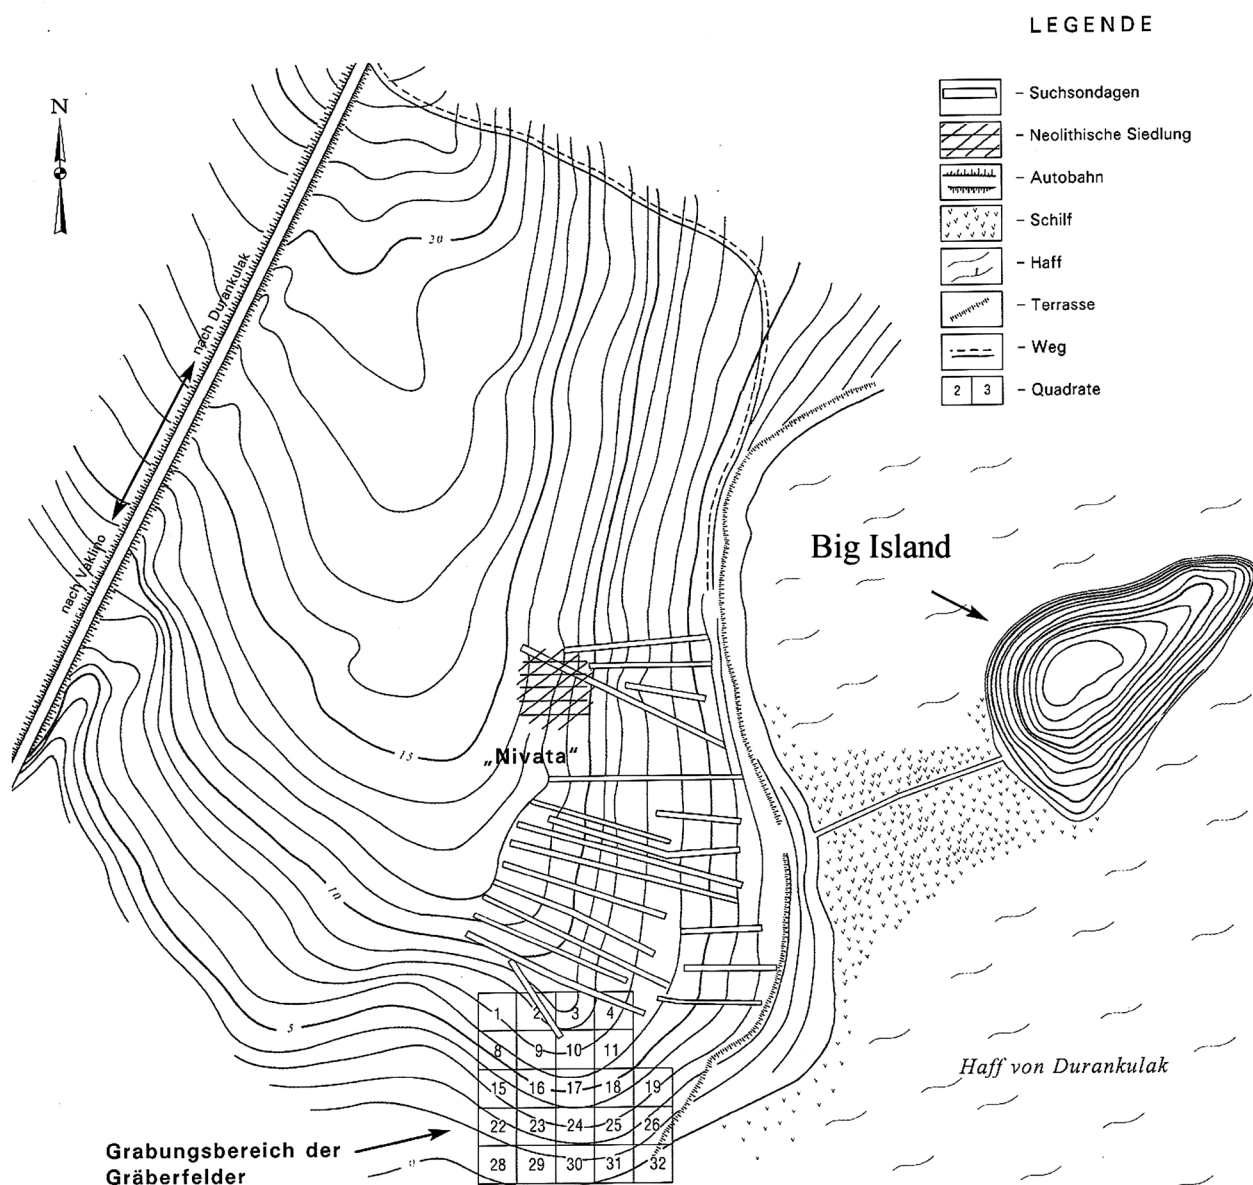 LEGENDE
– Suchsondagen
– Neolithische Siedlung
– Autobahn
– Schilf
– Haff
– Terrasse
– Weg
2 3 – Quadrate
N
20
nach Durankulak
nach Vaklino
Big Island
15
„Nivata“
10
5
1 2 3 4
8 9 10 11
15 16 17 18 19
22 23 24 25 26
28 29 30 31 32
Haff von Durankulak
Grabungsbereich der
Gräberfelder
0